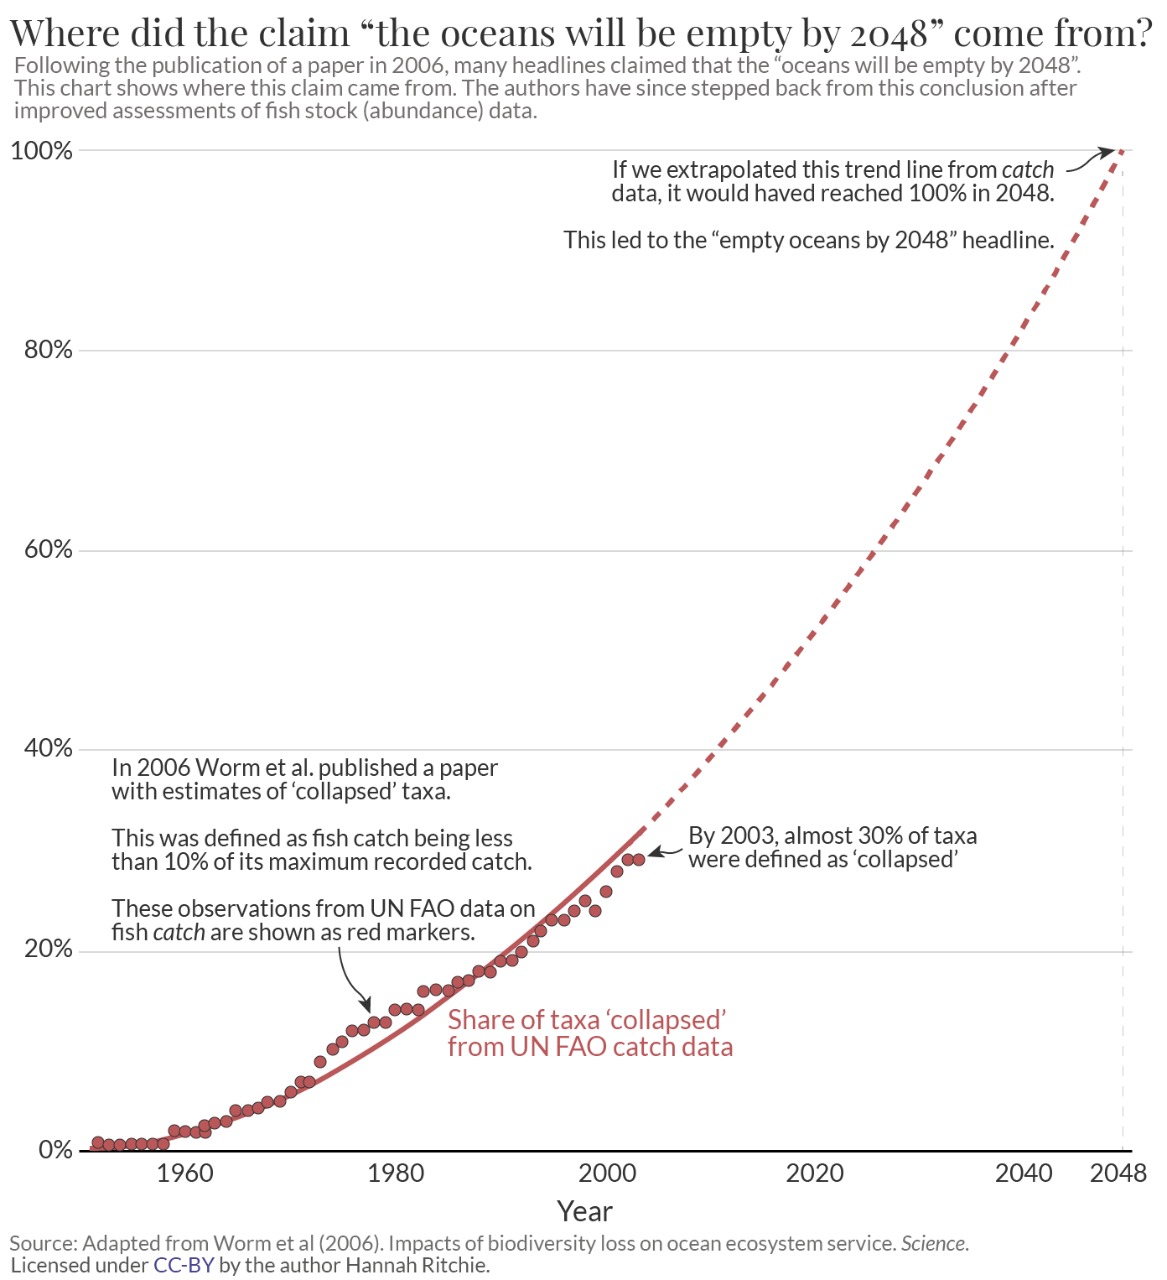 Where did the claim “the oceans will be empty by 2048” come from?
Following the publication of a paper in 2006, many headlines claimed that the “oceans will be empty by 2048”.
This chart shows where this claim came from. The authors have since stepped back from this conclusion after
improved assessments of fish stock (abundance) data.
100%
If we extrapolated this trend line from catch
data, it would haved reached 100% in 2048.
This led to the “empty oceans by 2048” headline.
80%
60%
40%
In 2006 Worm et al. published a paper
with estimates of ‘collapsed’ taxa.
This was defined as fish catch being less
than 10% of its maximum recorded catch.
These observations from UN FAO data on
fish catch are shown as red markers.
By 2003, almost 30% of taxa
were defined as ‘collapsed’
20%
Share of taxa ‘collapsed’
from UN FAO catch data
0%
1960 1980 2000 2020 2040 2048
Year
Source: Adapted from Worm et al (2006). Impacts of biodiversity loss on ocean ecosystem service. Science.
Licensed under CC-BY by the author Hannah Ritchie.